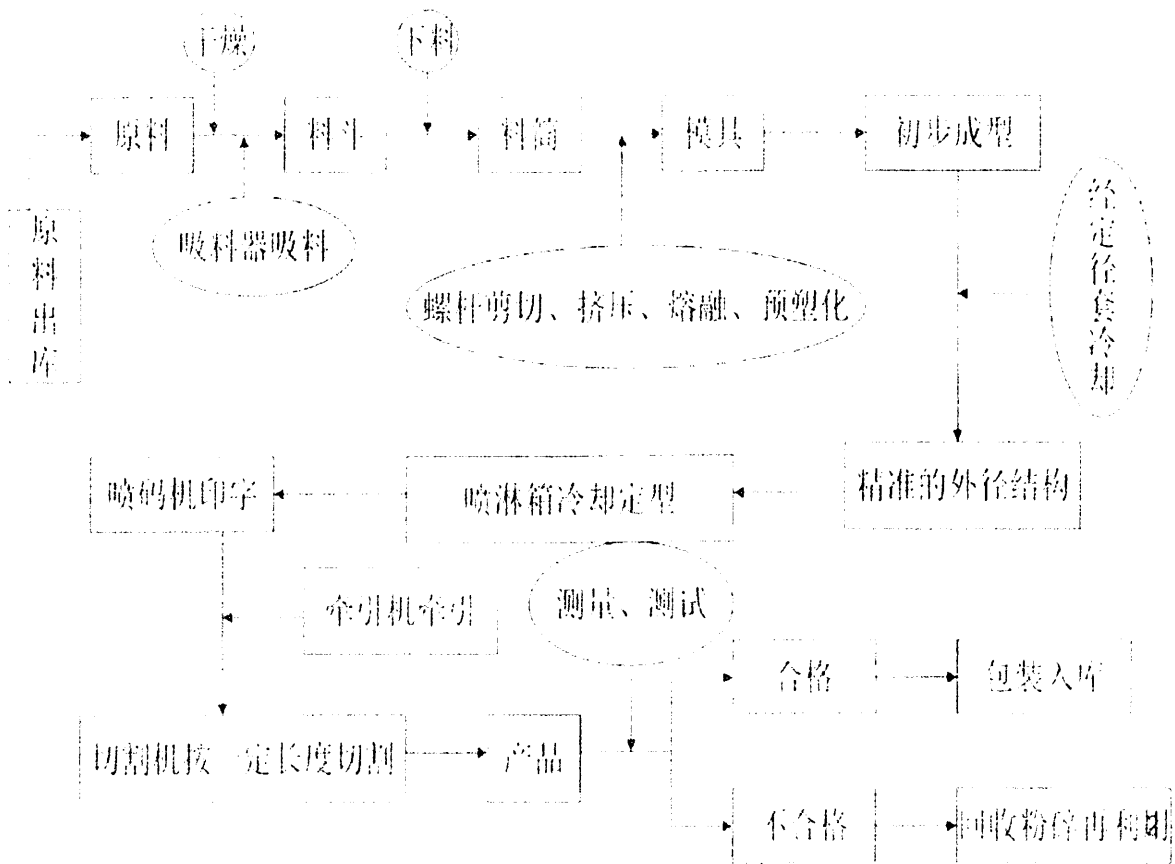 干燥
下料
原料
料斗
料筒
模具
初步成型
原料出库
吸料器吸料
螺杆剪切、挤压、熔融、预塑化
经定径套冷却
喷码机印字
喷淋箱冷却定型
精准的外径结构
牵引机牵引
测量、测试
合格
包装入库
切割机按一定长度切割
产品
不合格
回收粉碎再利用